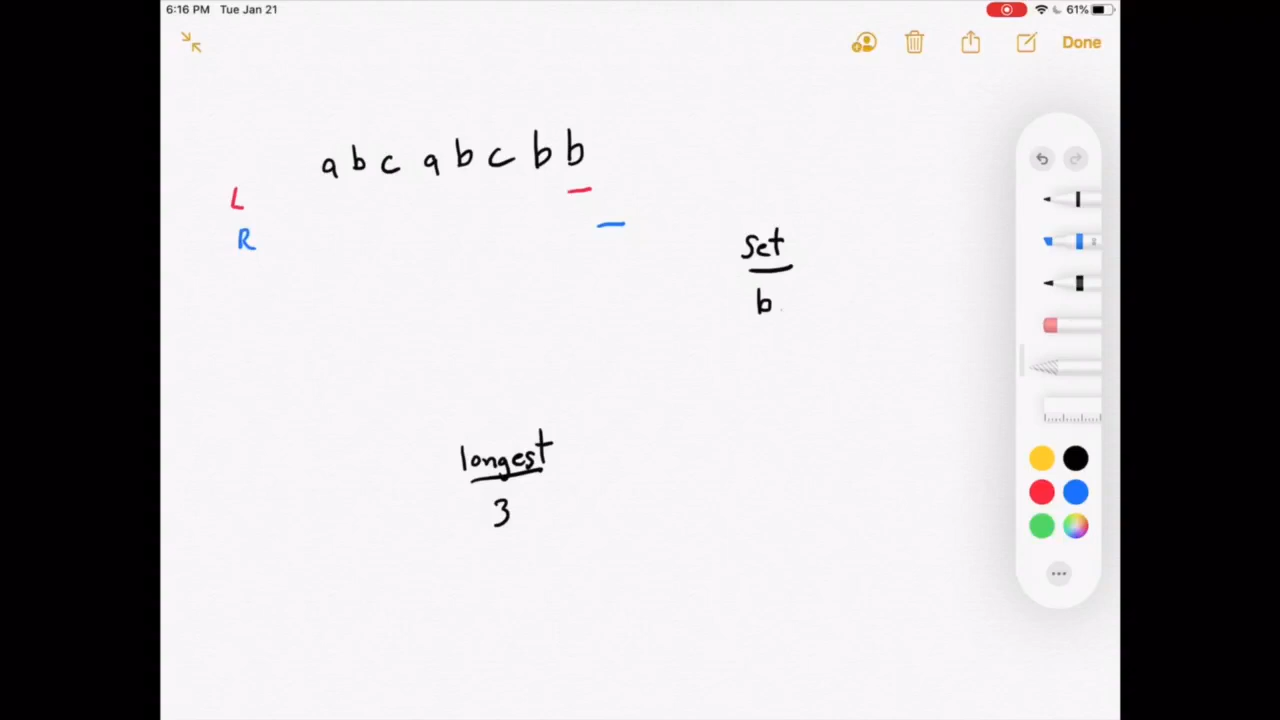 6:16 PM Tue Jan 21 61%
Done
a b c a b c b b
L
R
Set
b
longest
3